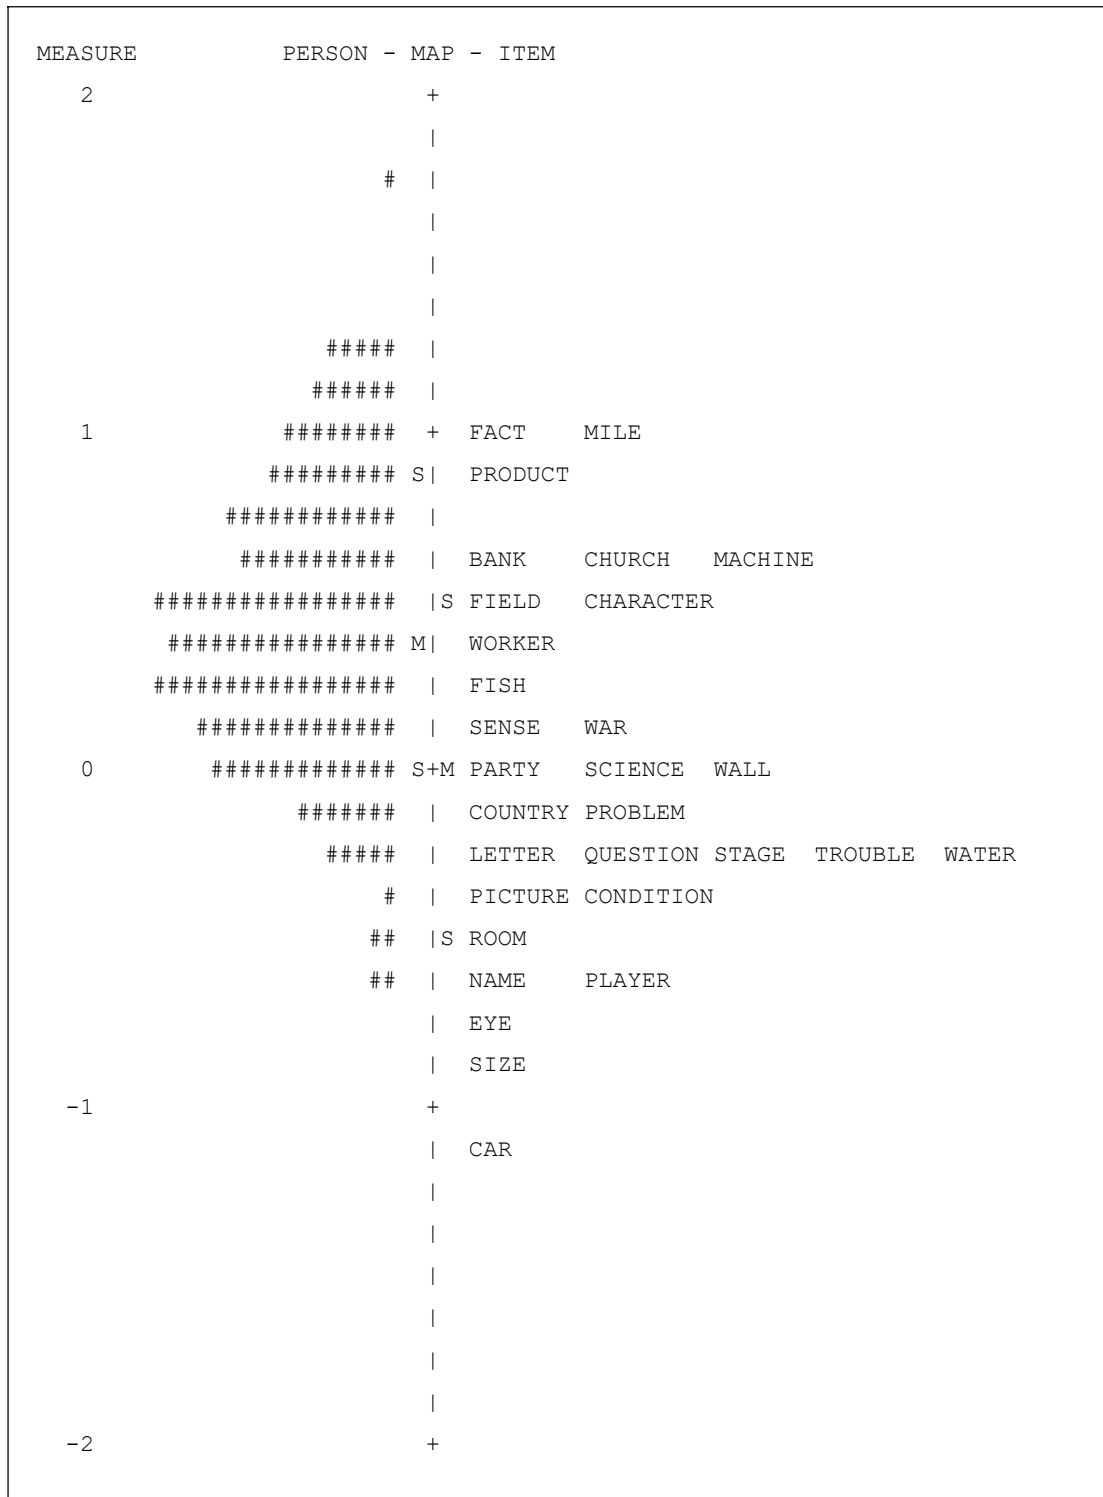 MEASURE PERSON - MAP - ITEM
2 +
|
# |
|
|
|
##### |
###### |
1 ######## + FACT MILE
######### S| PRODUCT
############ |
########### | BANK CHURCH MACHINE
################# |S FIELD CHARACTER
################ M| WORKER
################# | FISH
############## | SENSE WAR
0 ############# S+M PARTY SCIENCE WALL
####### | COUNTRY PROBLEM
##### | LETTER QUESTION STAGE TROUBLE WATER
# | PICTURE CONDITION
## |S ROOM
## | NAME PLAYER
| EYE
| SIZE
-1 +
| CAR
|
|
|
|
|
|
-2 +